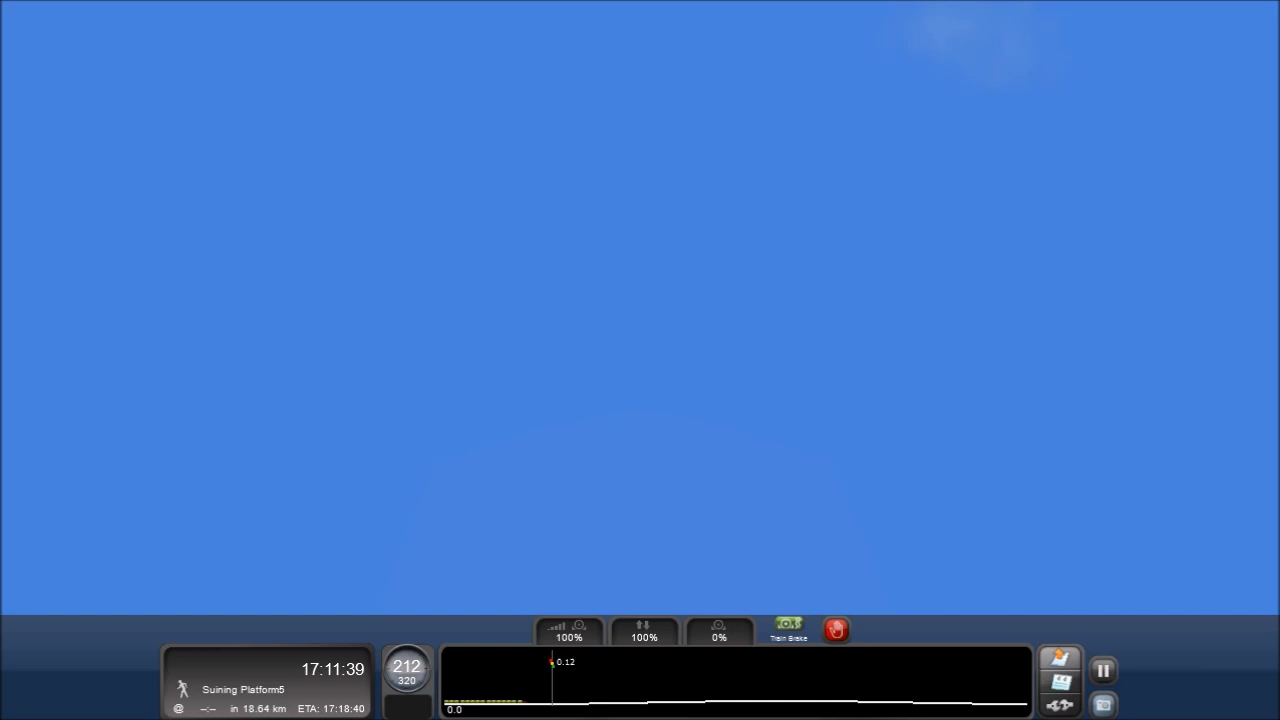 100%
100%
0%
Train Brake
17:11:39
Suining Platform5
@ --:-- in 18.64 km ETA: 17:18:40
212
320
0.12
0.0